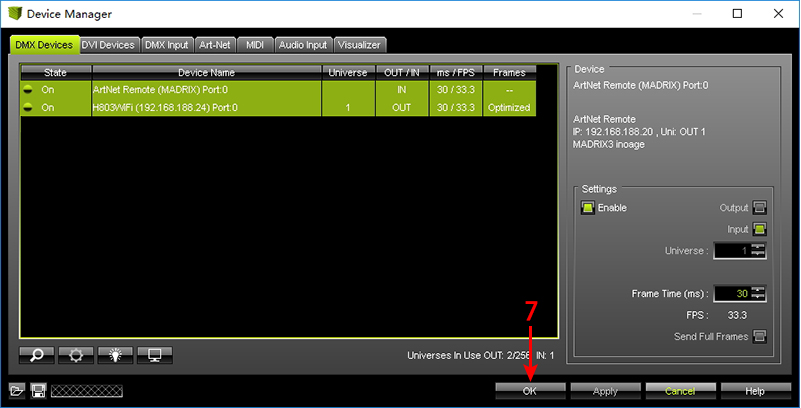 Device Manager
DMX Devices DVI Devices DMX Input Art-Net MIDI Audio Input Visualizer
State Device Name Universe OUT / IN ms / FPS Frames
On ArtNet Remote (MADRIX) Port:0 IN 30 / 33.3 --
On H803WiFi (192.168.188.24) Port:0 1 OUT 30 / 33.3 Optimized
Device
ArtNet Remote (MADRIX) Port:0
ArtNet Remote
IP: 192.168.188.20 , Uni: OUT 1
MADRIX3 inoage
Settings
Enable Output
Input
Universe : 1
Frame Time (ms) : 30
FPS : 33.3
Send Full Frames
7
Universes In Use OUT: 2/256 IN: 1
OK Apply Cancel Help